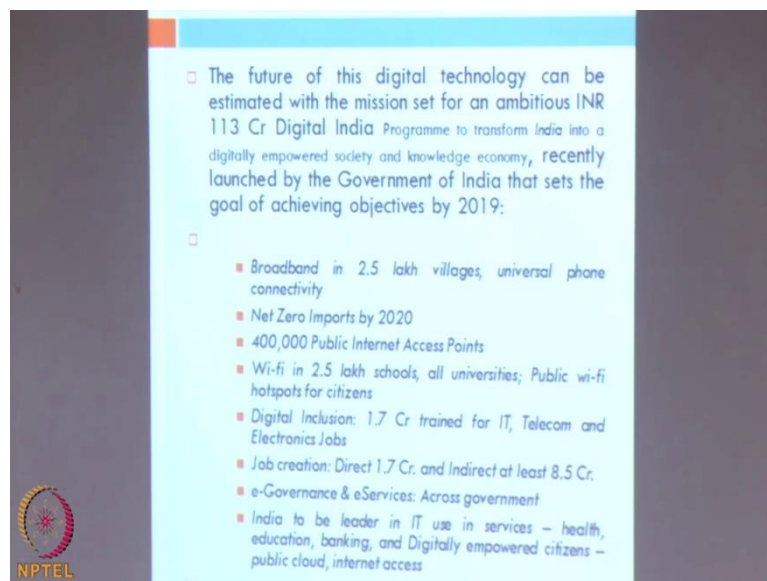 The future of this digital technology can be
estimated with the mission set for an ambitious INR
113 Cr Digital India Programme to transform India into a
digitally empowered society and knowledge economy, recently
launched by the Government of India that sets the
goal of achieving objectives by 2019:
Broadband in 2.5 lakh villages, universal phone
connectivity
Net Zero Imports by 2020
400,000 Public Internet Access Points
Wi-fi in 2.5 lakh schools, all universities; Public wi-fi
hotspots for citizens
Digital Inclusion: 1.7 Cr trained for IT, Telecom and
Electronics Jobs
Job creation: Direct 1.7 Cr. and Indirect at least 8.5 Cr.
e-Governance & eServices: Across government
India to be leader in IT use in services – health,
education, banking, and Digitally empowered citizens –
public cloud, internet access
NPTEL